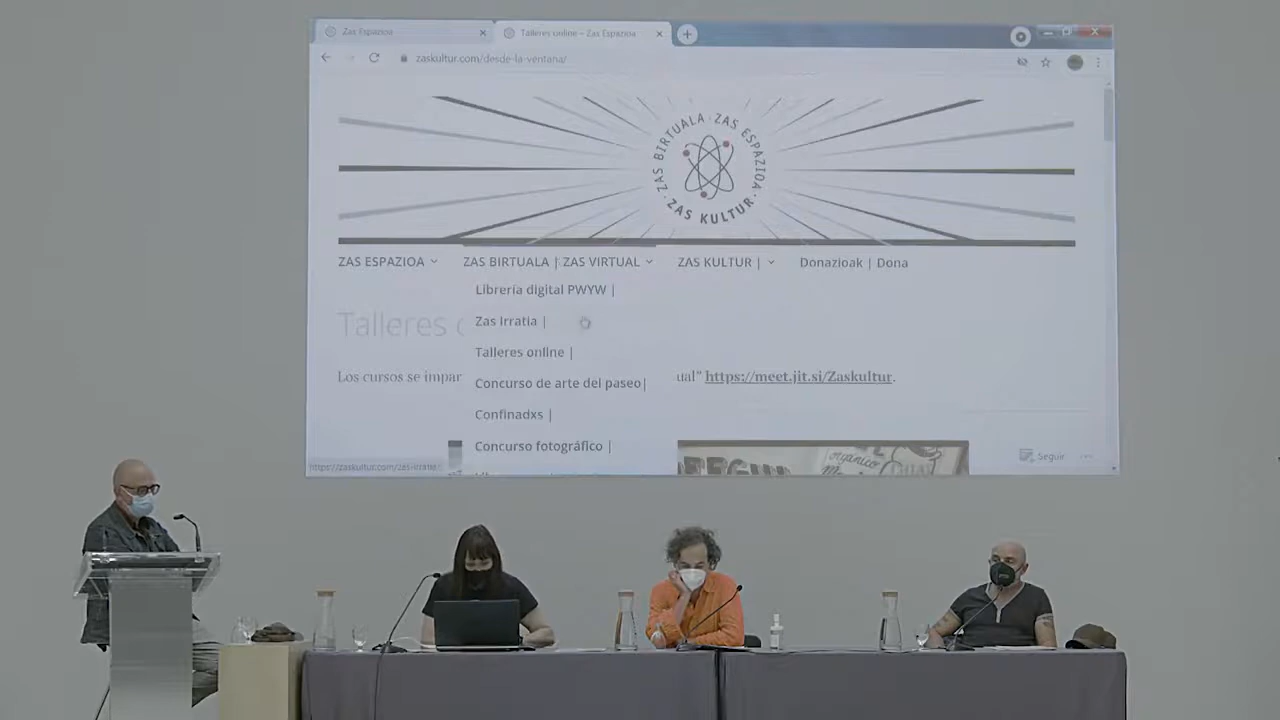 Zas Espazioa
Talleres online – Zas Espazioa
zaskultur.com/desde-la-ventana/
ZAS BIRTUALA · ZAS ESPAZIOA · ZAS KULTUR ·
ZAS ESPAZIOA
ZAS BIRTUALA | ZAS VIRTUAL
ZAS KULTUR |
Donazioak | Dona
Librería digital PWYW |
Zas Irratia |
Talleres
Talleres online |
Los cursos se impar
Concurso de arte del paseo|
ual" https://meet.jit.si/Zaskultur.
Confinadxs |
Concurso fotográfico |
orgánico
Seguir
https://zaskultur.com/zas-irratia/